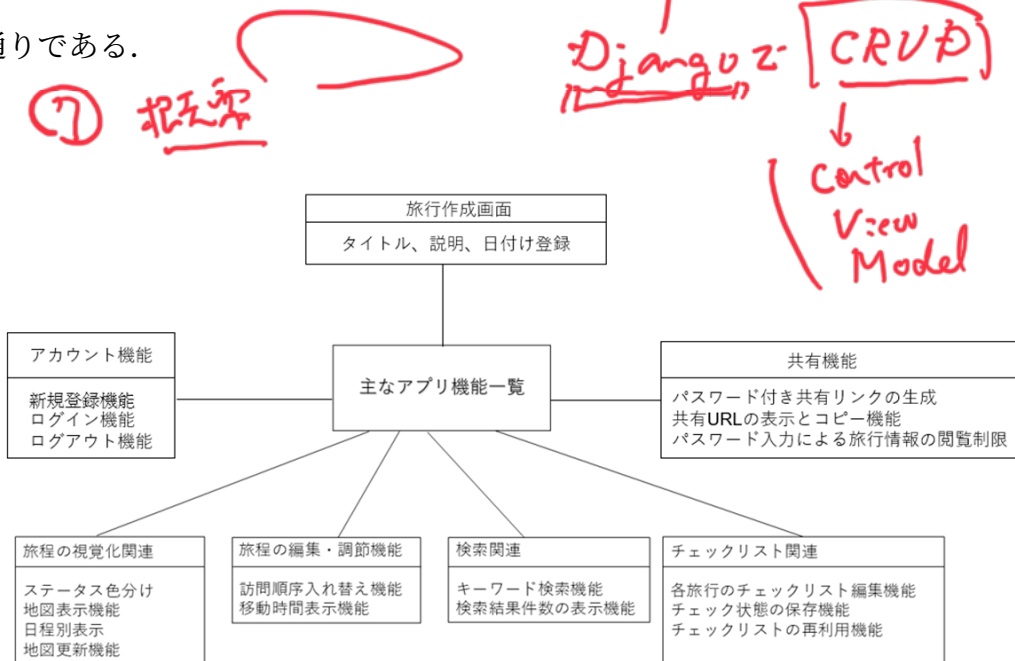 通りである.
Djangoで CRUD
⑦ 概要
Control
View
Model
旅行作成画面
タイトル、説明、日付け登録
アカウント機能
新規登録機能
ログイン機能
ログアウト機能
主なアプリ機能一覧
共有機能
パスワード付き共有リンクの生成
共有URLの表示とコピー機能
パスワード入力による旅行情報の閲覧制限
旅程の視覚化関連
ステータス色分け
地図表示機能
日程別表示
地図更新機能
旅程の編集・調節機能
訪問順序入れ替え機能
移動時間表示機能
検索関連
キーワード検索機能
検索結果件数の表示機能
チェックリスト関連
各旅行のチェックリスト編集機能
チェック状態の保存機能
チェックリストの再利用機能